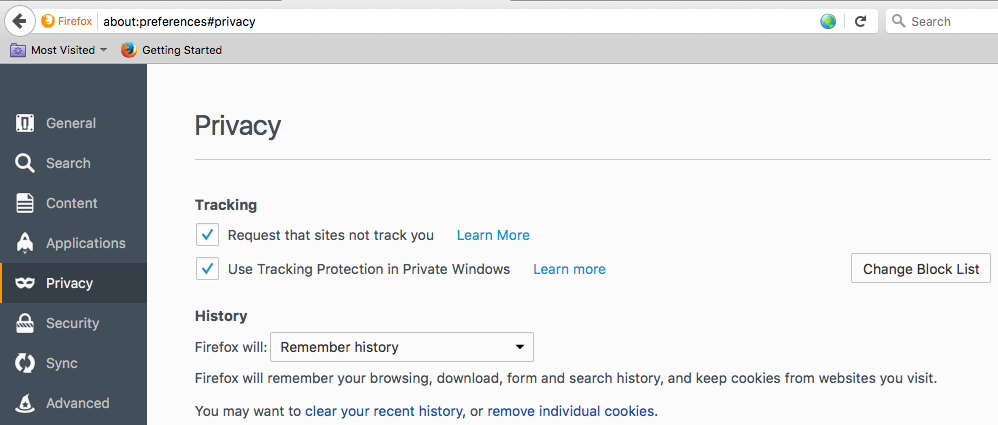 Firefox about:preferences#privacy Search
Most Visited Getting Started
General
Search
Content
Applications
Privacy
Security
Sync
Advanced
Privacy
Tracking
Request that sites not track you Learn More
Use Tracking Protection in Private Windows Learn more Change Block List
History
Firefox will: Remember history
Firefox will remember your browsing, download, form and search history, and keep cookies from websites you visit.
You may want to clear your recent history, or remove individual cookies.